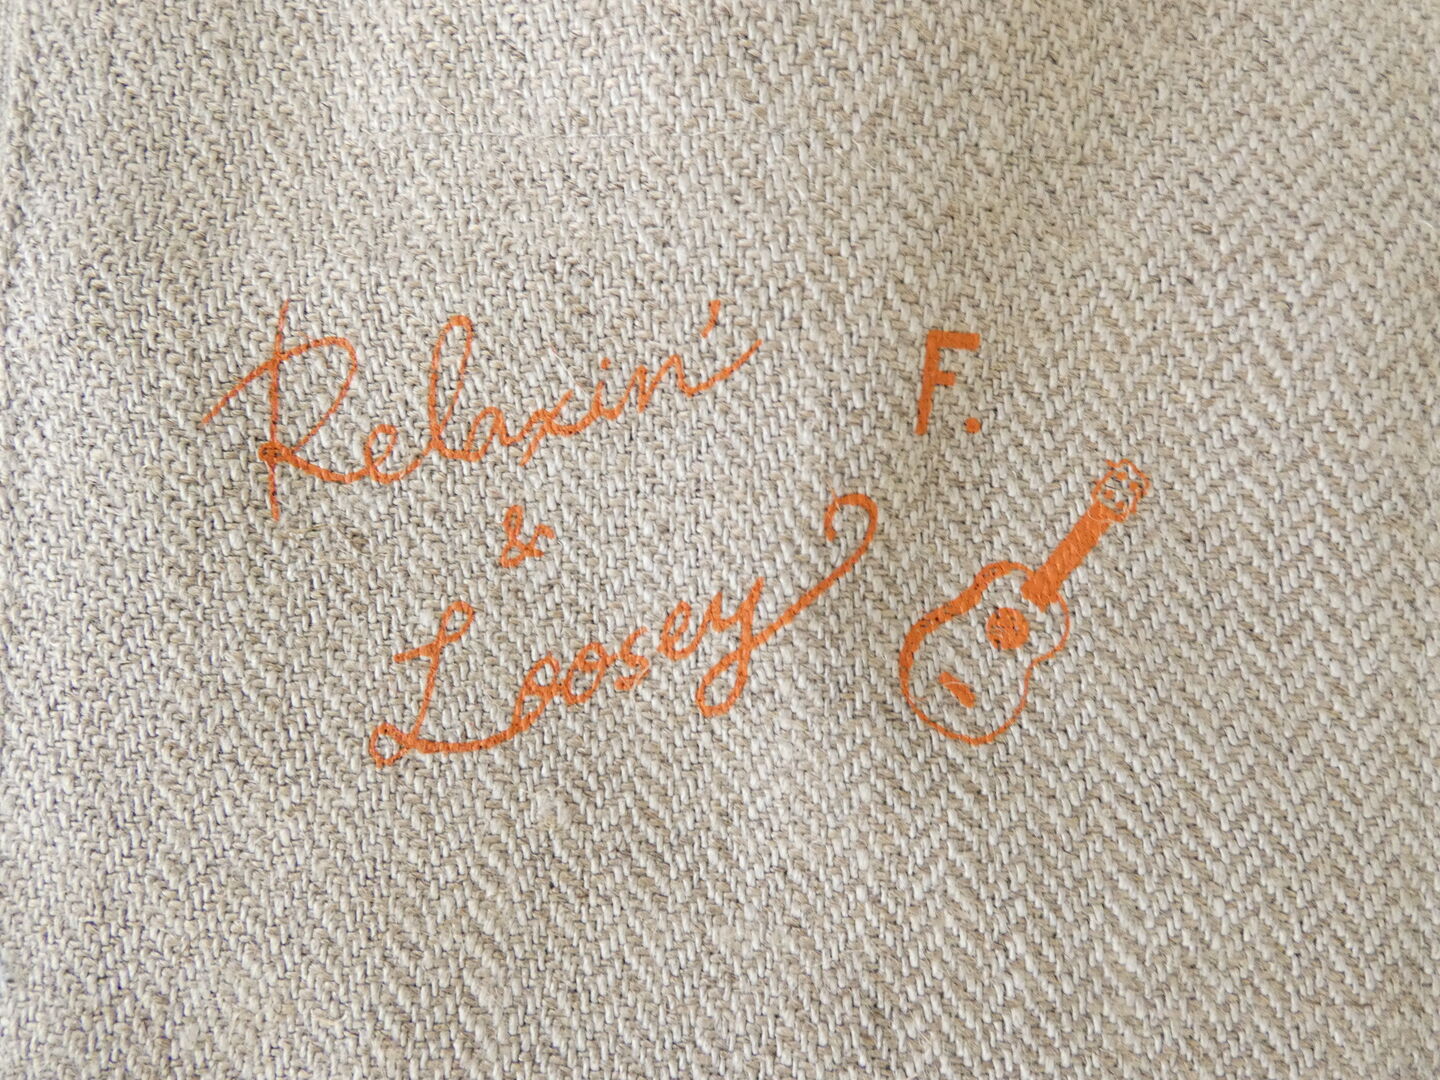 Relaxin'
&
Loosey
F.